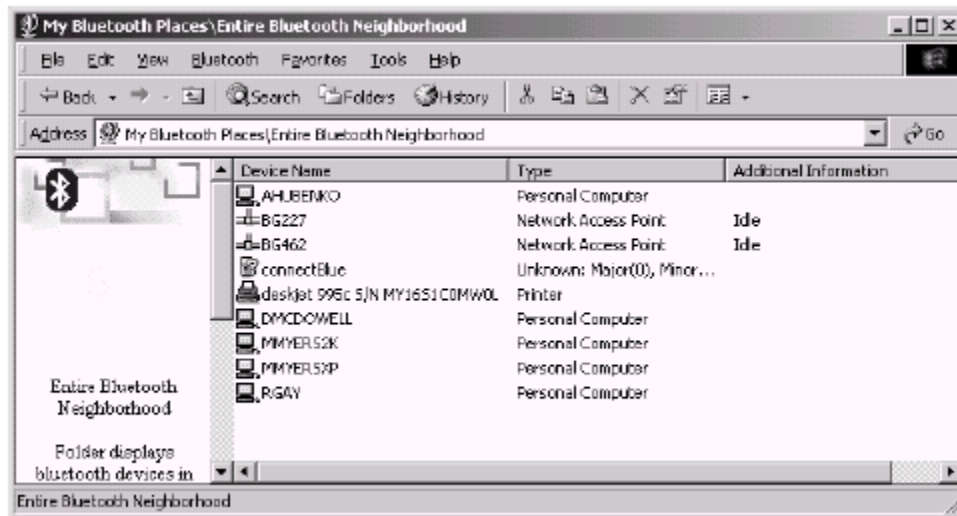 My Bluetooth Places\Entire Bluetooth Neighborhood
File Edit View Bluetooth Favorites Tools Help
Back Search Folders History
Address My Bluetooth Places\Entire Bluetooth Neighborhood Go
Device Name Type Additional Information
AHUBENKO Personal Computer
BG227 Network Access Point Idle
BG462 Network Access Point Idle
connectBlue Unknown: Major(0), Minor...
deskjet 995c S/N MY1651C0MW0L Printer
DMCDOWELL Personal Computer
MMYERS2K Personal Computer
MMYERSXP Personal Computer
RGAY Personal Computer
Entire Bluetooth
Neighborhood
Folder displays
bluetooth devices in
Entire Bluetooth Neighborhood